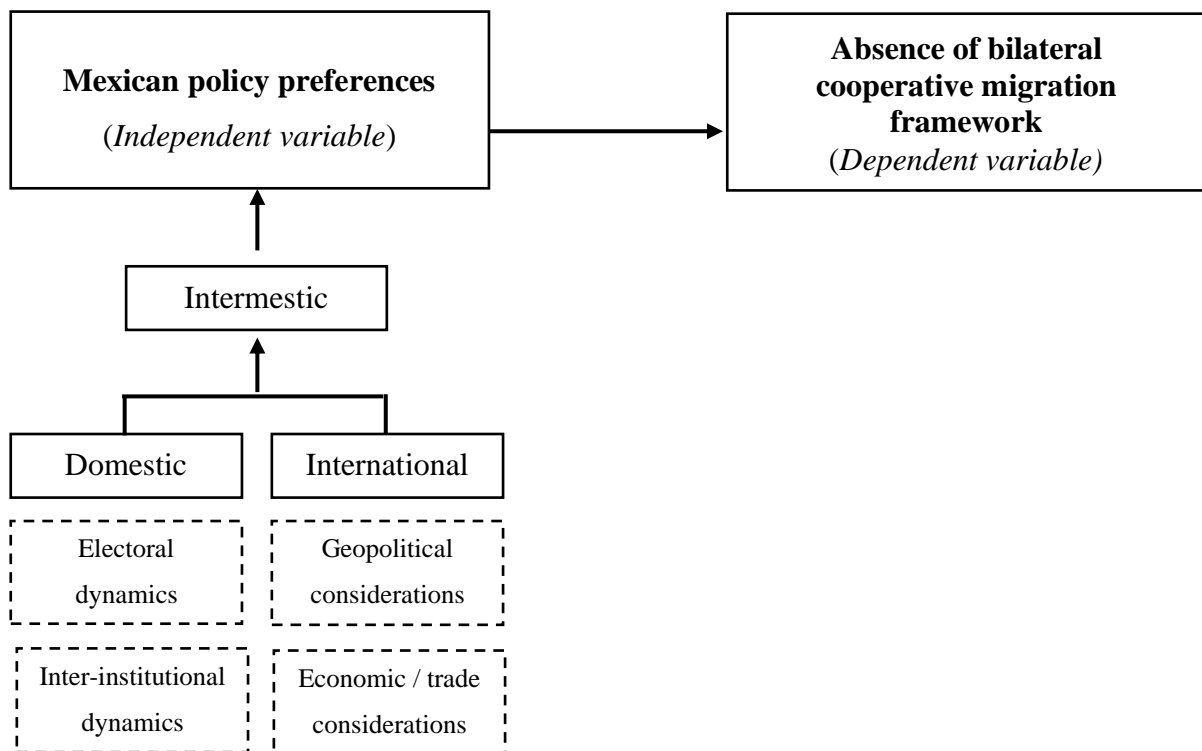 Mexican policy preferences
(Independent variable)
Absence of bilateral
cooperative migration
framework
(Dependent variable)
Intermestic
Domestic
International
Electoral
dynamics
Geopolitical
considerations
Inter-institutional
dynamics
Economic / trade
considerations